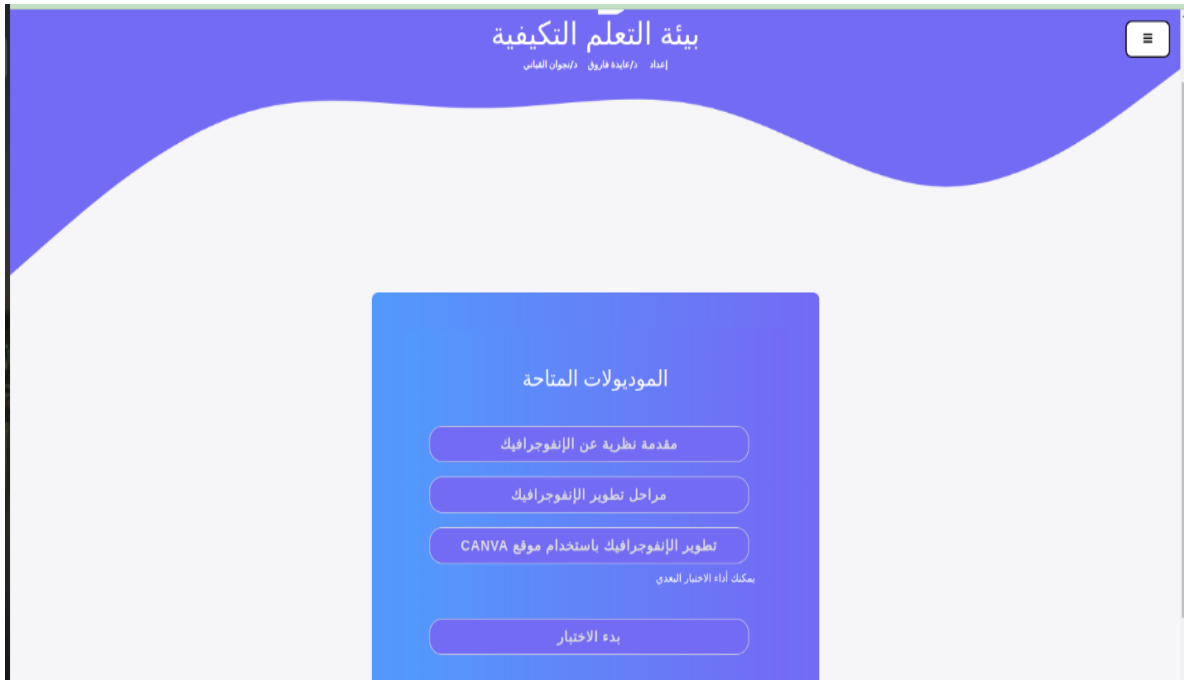 بيئة التعلم التكيفية
إعداد د/عايدة فاروق د/نجوان القباني
الموديولات المتاحة
مقدمة نظرية عن الإنفوجرافيك
مراحل تطوير الإنفوجرافيك
تطوير الإنفوجرافيك باستخدام موقع CANVA
يمكنك أداء الاختبار البعدي
بدء الاختبار